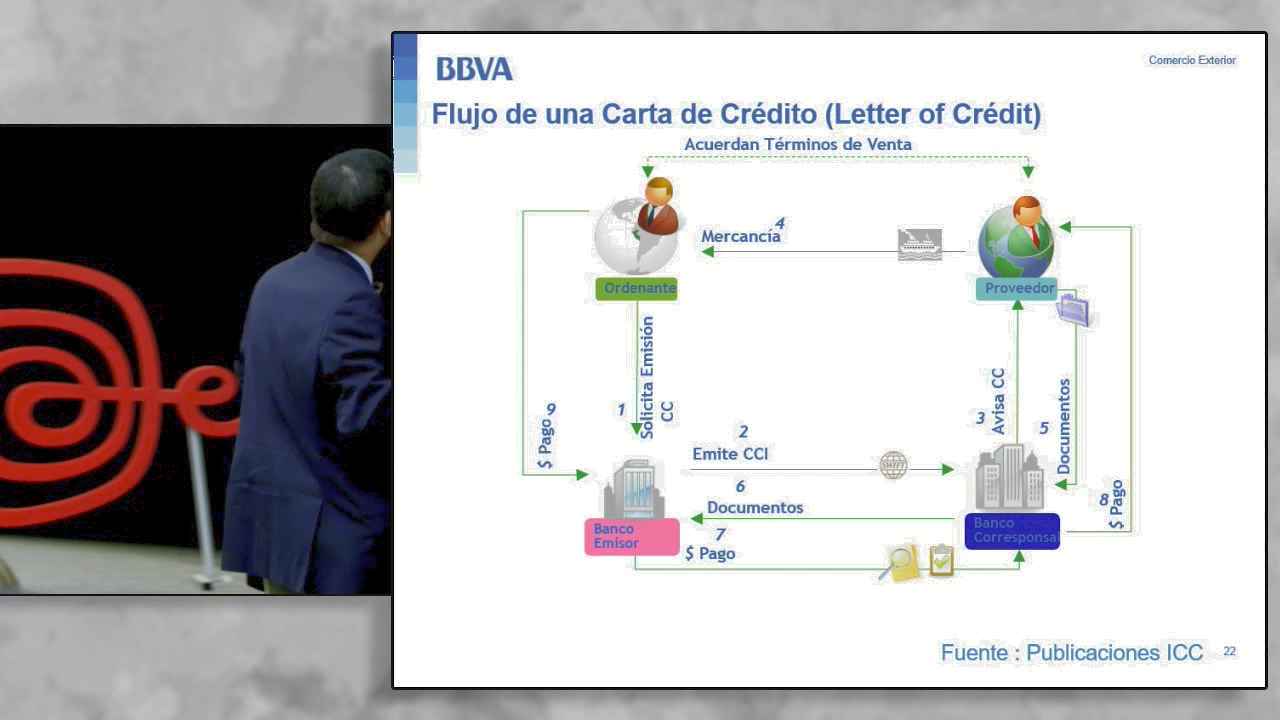 BBVA
Comercio Exterior
Flujo de una Carta de Crédito (Letter of Crédit)
Acuerdan Términos de Venta
4
Mercancía
Ordenante
Proveedor
1
Solicita Emisión
CC
9
$ Pago
2
Emite CCI
SWIFT
3
Avisa CC
5
Documentos
6
Documentos
7
$ Pago
8
$ Pago
Banco
Emisor
Banco
Corresponsal
Fuente : Publicaciones ICC
22